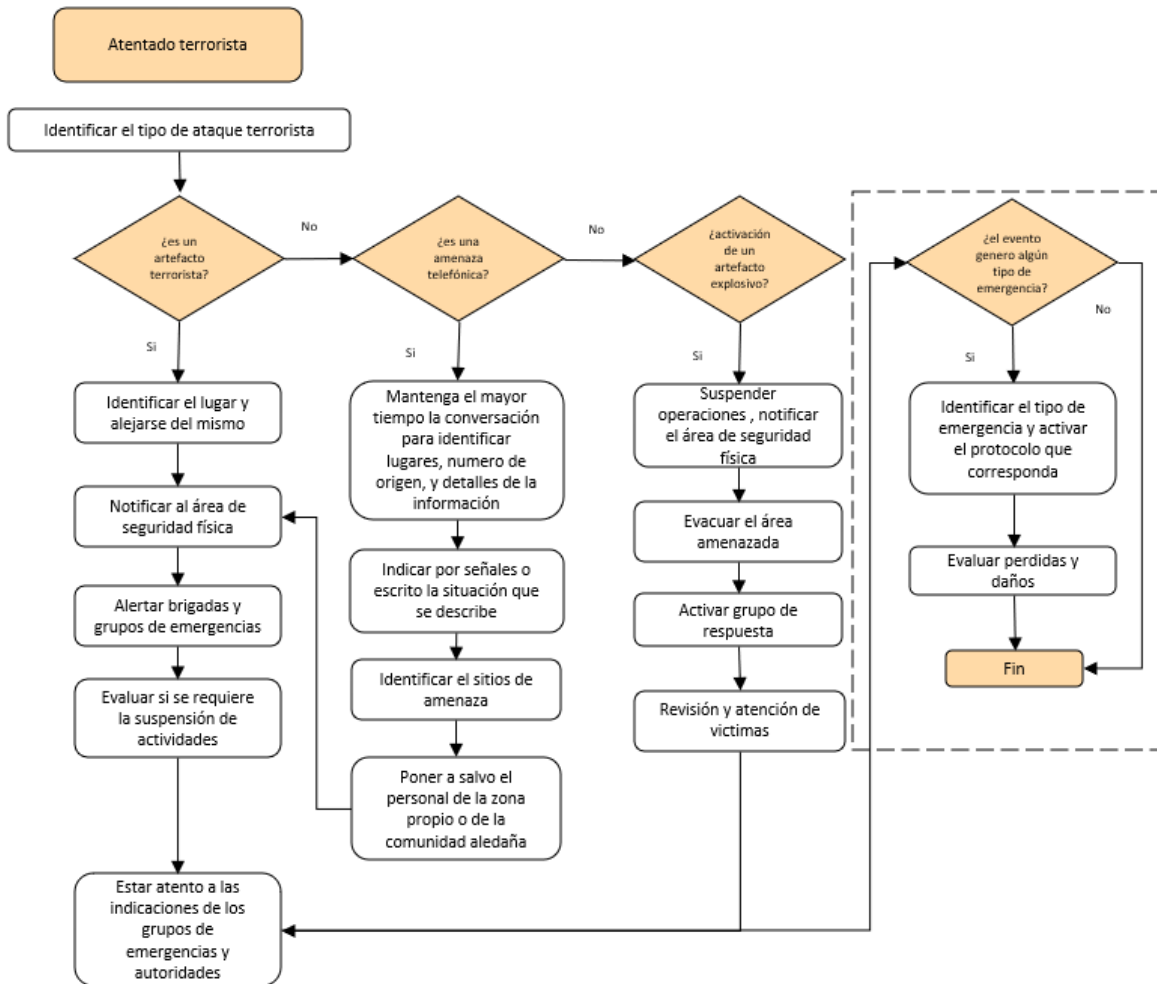 Atentado terrorista
Identificar el tipo de ataque terrorista
¿es un
artefacto
terrorista?
No
Si
¿es una
amenaza
telefónica?
No
Si
¿activación
de un
artefacto
explosivo?
Si
¿el evento
genero algún
tipo de
emergencia?
No
Si
Identificar el lugar y
alejarse del mismo
Notificar al área de
seguridad física
Alertar brigadas y
grupos de emergencias
Evaluar si se requiere
la suspensión de
actividades
Estar atento a las
indicaciones de los
grupos de
emergencias y
autoridades
Mantenga el mayor
tiempo la conversación
para identificar
lugares, numero de
origen, y detalles de la
información
Indicar por señales o
escrito la situación que
se describe
Identificar el sitios de
amenaza
Poner a salvo el
personal de la zona
propio o de la
comunidad aledaña
Suspender
operaciones , notificar
el área de seguridad
física
Evacuar el área
amenazada
Activar grupo de
respuesta
Revisión y atención de
victimas
Identificar el tipo de
emergencia y activar
el protocolo que
corresponda
Evaluar perdidas y
daños
Fin